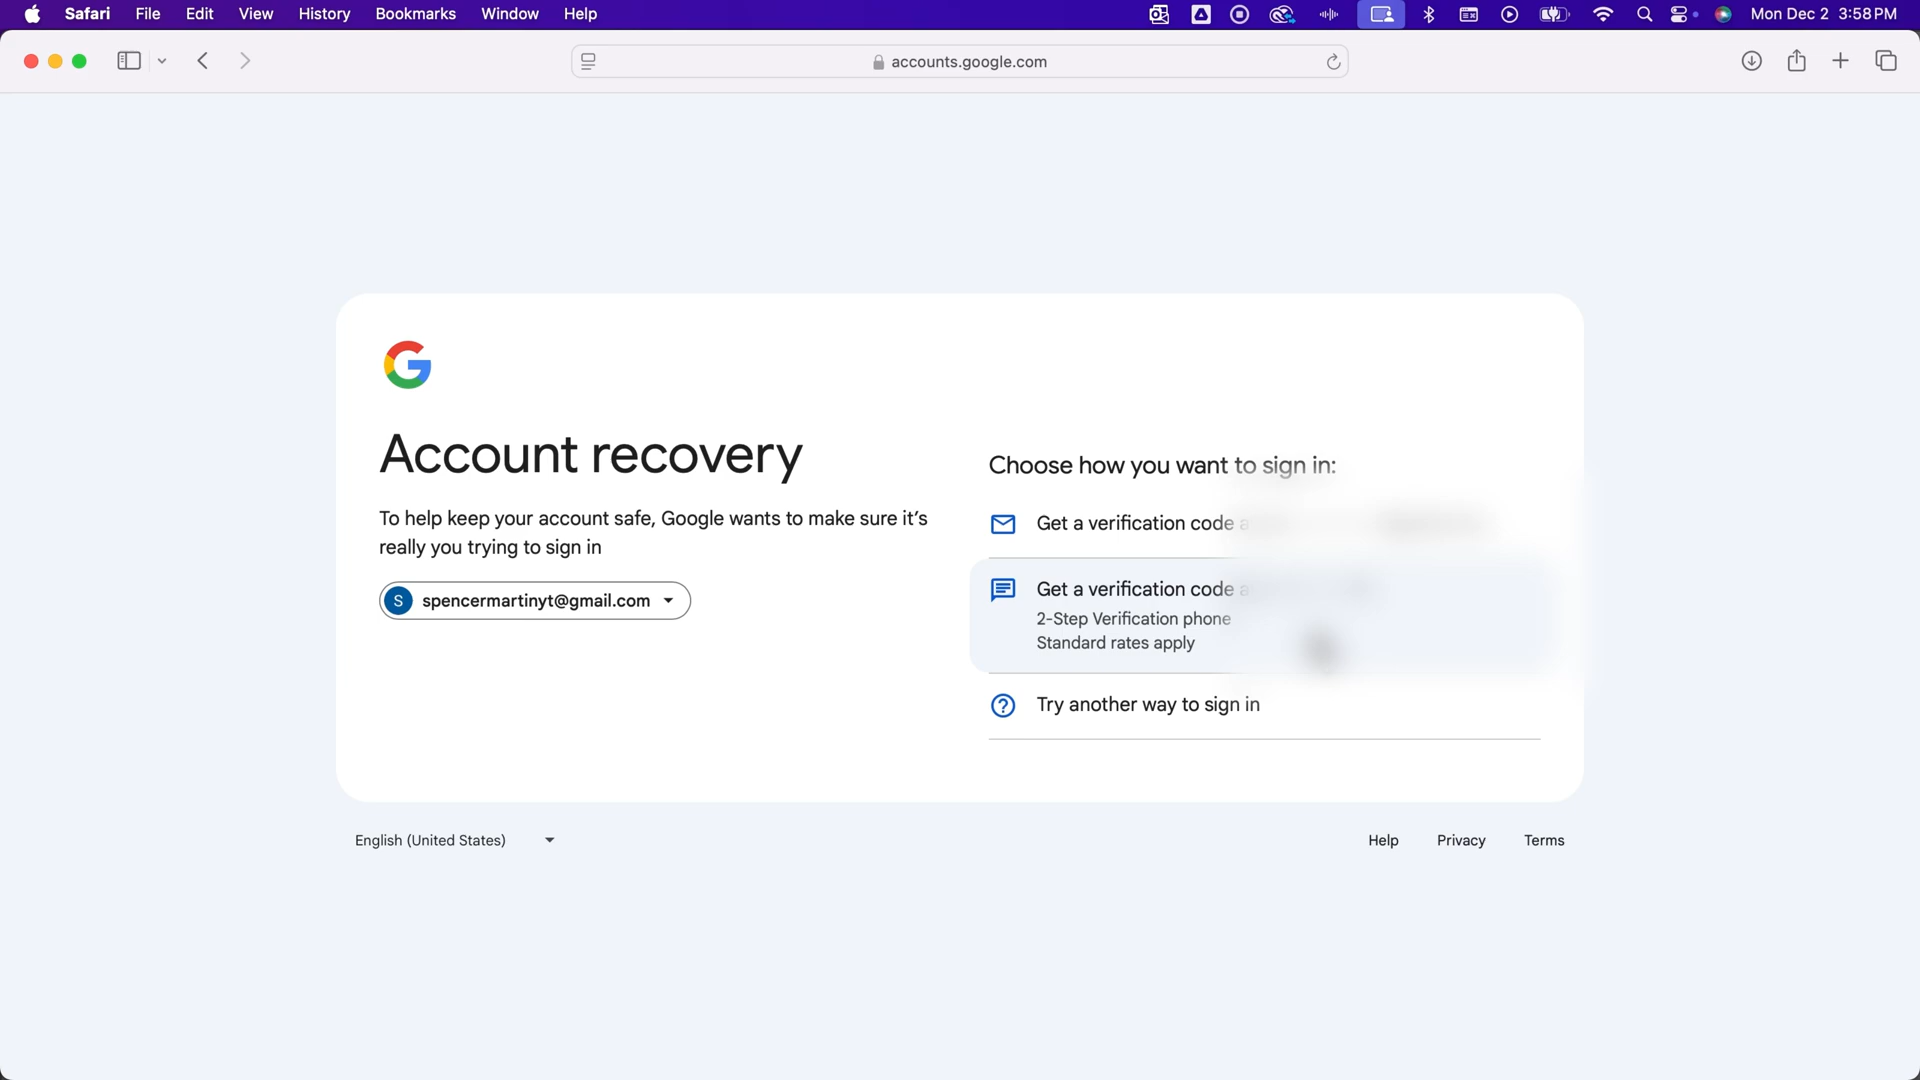 Safari File Edit View History Bookmarks Window Help Mon Dec 2 3:58 PM
accounts.google.com
Account recovery
To help keep your account safe, Google wants to make sure it’s
really you trying to sign in
S spencermartinyt@gmail.com
Choose how you want to sign in:
Get a verification code
Get a verification code
2-Step Verification phone
Standard rates apply
Try another way to sign in
English (United States)
Help Privacy Terms